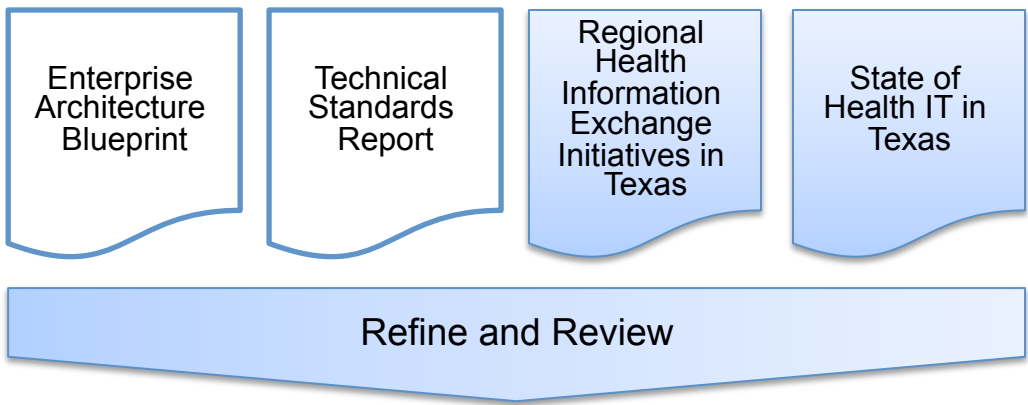 Enterprise
Architecture
Blueprint
Technical
Standards
Report
Regional
Health
Information
Exchange
Initiatives in
Texas
State of
Health IT in
Texas
Refine and Review